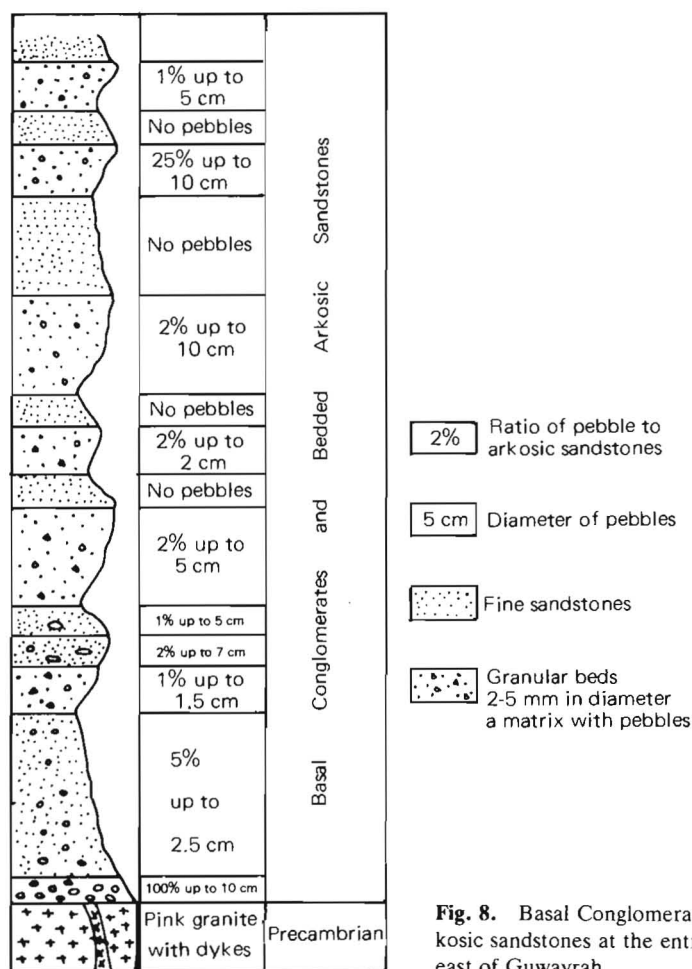 1% up to
5 cm
No pebbles
25% up to
10 cm
No pebbles
2% up to
10 cm
No pebbles
2% up to
2 cm
No pebbles
2% up to
5 cm
1% up to 5 cm
2% up to 7 cm
1% up to
1.5 cm
5%
up to
2.5 cm
100% up to 10 cm
Pink granite
with dykes
Basal Conglomerates and Bedded Arkosic Sandstones
Precambrian
2%
Ratio of pebble to
arkosic sandstones
5 cm
Diameter of pebbles
Fine sandstones
Granular beds
2-5 mm in diameter
a matrix with pebbles
Fig. 8. Basal Conglomera
kosic sandstones at the ent
east of Guwayrah